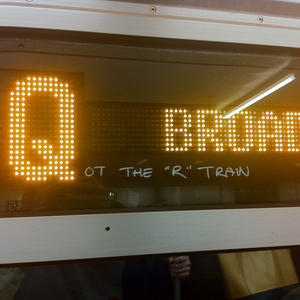 Q BROAD
OT THE "R" TRAIN